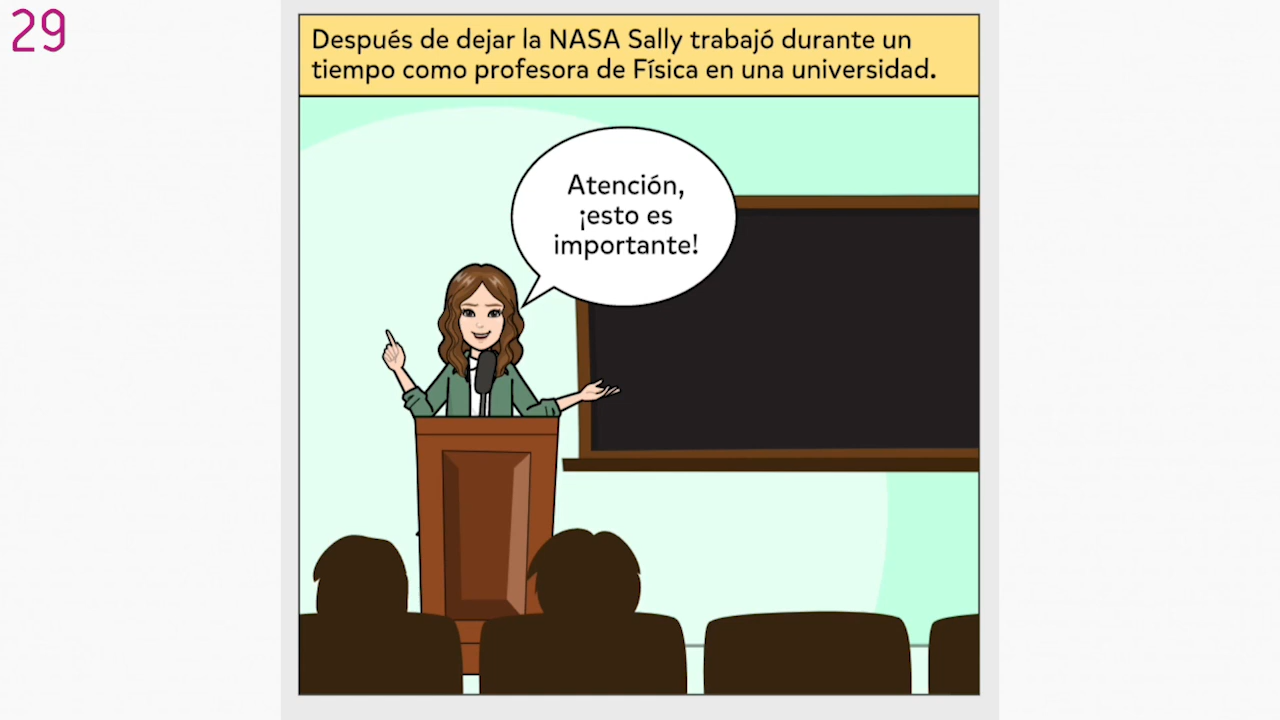 29
Después de dejar la NASA Sally trabajó durante un
tiempo como profesora de Física en una universidad.
Atención,
¡esto es
importante!